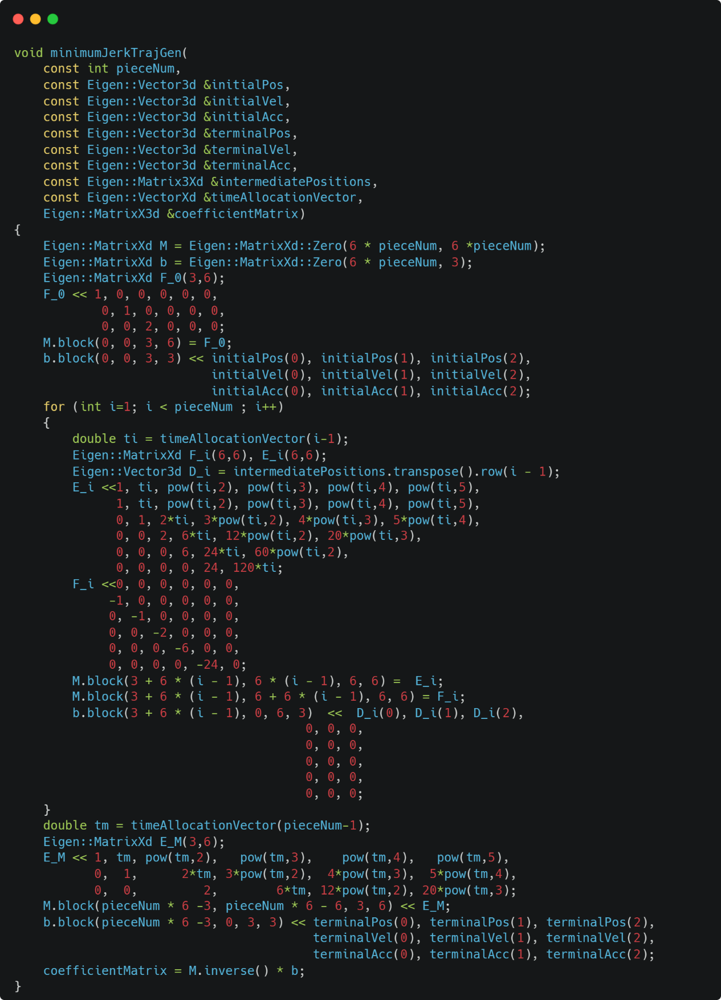 void minimumJerkTrajGen(
    const int pieceNum,
    const Eigen::Vector3d &initialPos,
    const Eigen::Vector3d &initialVel,
    const Eigen::Vector3d &initialAcc,
    const Eigen::Vector3d &terminalPos,
    const Eigen::Vector3d &terminalVel,
    const Eigen::Vector3d &terminalAcc,
    const Eigen::Matrix3Xd &intermediatePositions,
    const Eigen::VectorXd &timeAllocationVector,
    Eigen::MatrixX3d &coefficientMatrix)
{
    Eigen::MatrixXd M = Eigen::MatrixXd::Zero(6 * pieceNum, 6 *pieceNum);
    Eigen::MatrixXd b = Eigen::MatrixXd::Zero(6 * pieceNum, 3);
    Eigen::MatrixXd F_0(3,6);
    F_0 << 1, 0, 0, 0, 0, 0,
            0, 1, 0, 0, 0, 0,
            0, 0, 2, 0, 0, 0;
    M.block(0, 0, 3, 6) = F_0;
    b.block(0, 0, 3, 3) << initialPos(0), initialPos(1), initialPos(2),
                           initialVel(0), initialVel(1), initialVel(2),
                           initialAcc(0), initialAcc(1), initialAcc(2);
    for (int i=1; i < pieceNum ; i++)
    {
        double ti = timeAllocationVector(i-1);
        Eigen::MatrixXd F_i(6,6), E_i(6,6);
        Eigen::Vector3d D_i = intermediatePositions.transpose().row(i - 1);
        E_i <<1, ti, pow(ti,2), pow(ti,3), pow(ti,4), pow(ti,5),
              1, ti, pow(ti,2), pow(ti,3), pow(ti,4), pow(ti,5),
              0, 1, 2*ti, 3*pow(ti,2), 4*pow(ti,3), 5*pow(ti,4),
              0, 0, 2, 6*ti, 12*pow(ti,2), 20*pow(ti,3),
              0, 0, 0, 6, 24*ti, 60*pow(ti,2),
              0, 0, 0, 0, 24, 120*ti;
        F_i <<0, 0, 0, 0, 0, 0,
             -1, 0, 0, 0, 0, 0,
             0, -1, 0, 0, 0, 0,
             0, 0, -2, 0, 0, 0,
             0, 0, 0, -6, 0, 0,
             0, 0, 0, 0, -24, 0;
        M.block(3 + 6 * (i - 1), 6 * (i - 1), 6, 6) =  E_i;
        M.block(3 + 6 * (i - 1), 6 + 6 * (i - 1), 6, 6) = F_i;
        b.block(3 + 6 * (i - 1), 0, 6, 3)  <<  D_i(0), D_i(1), D_i(2),
                                        0, 0, 0,
                                        0, 0, 0,
                                        0, 0, 0,
                                        0, 0, 0,
                                        0, 0, 0;
    }
    double tm = timeAllocationVector(pieceNum-1);
    Eigen::MatrixXd E_M(3,6);
    E_M << 1, tm, pow(tm,2),   pow(tm,3),    pow(tm,4),   pow(tm,5),
           0,  1,      2*tm, 3*pow(tm,2),  4*pow(tm,3),  5*pow(tm,4),
           0,  0,         2,        6*tm, 12*pow(tm,2), 20*pow(tm,3);
    M.block(pieceNum * 6 -3, pieceNum * 6 - 6, 3, 6) << E_M;
    b.block(pieceNum * 6 -3, 0, 3, 3) << terminalPos(0), terminalPos(1), terminalPos(2),
                                         terminalVel(0), terminalVel(1), terminalVel(2),
                                         terminalAcc(0), terminalAcc(1), terminalAcc(2);
    coefficientMatrix = M.inverse() * b;
}